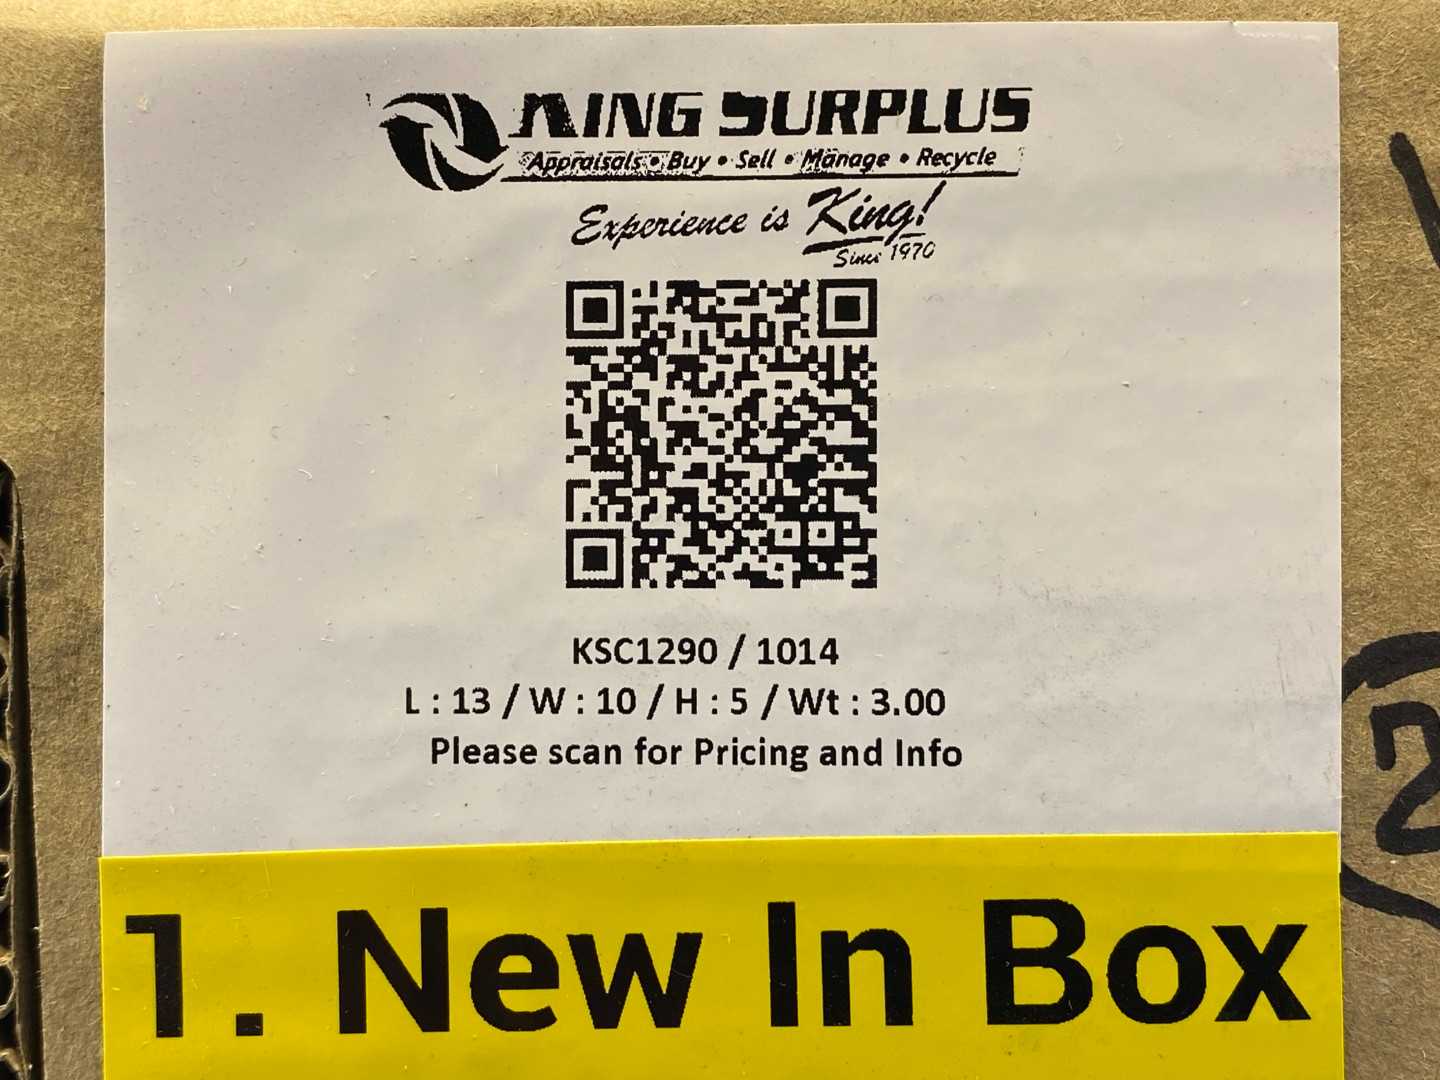 KING SURPLUS
Appraisals • Buy • Sell • Manage • Recycle
Experience is King!
Since 1970
KSC1290 / 1014
L : 13 / W : 10 / H : 5 / Wt : 3.00
Please scan for Pricing and Info
2
1. New In Box